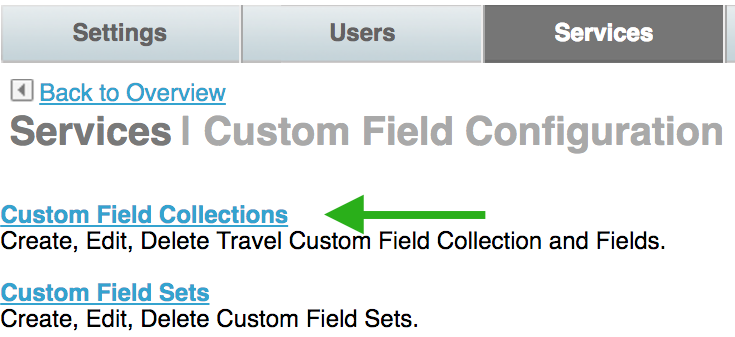 Settings Users Services
Back to Overview
Services | Custom Field Configuration
Custom Field Collections
Create, Edit, Delete Travel Custom Field Collection and Fields.
Custom Field Sets
Create, Edit, Delete Custom Field Sets.